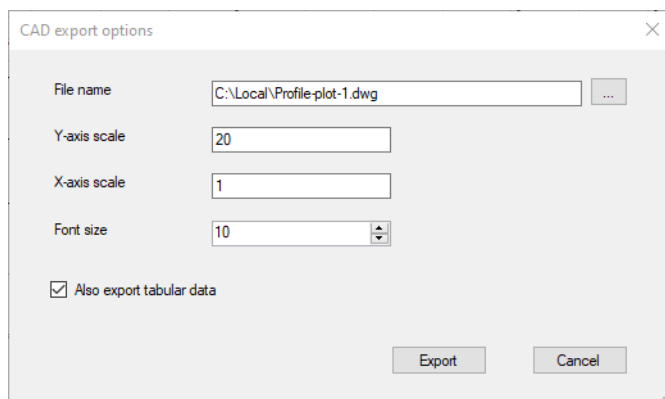 CAD export options
File name
C:\Local\Profile-plot-1.dwg
...
Y-axis scale
20
X-axis scale
1
Font size
10
Also export tabular data
Export
Cancel